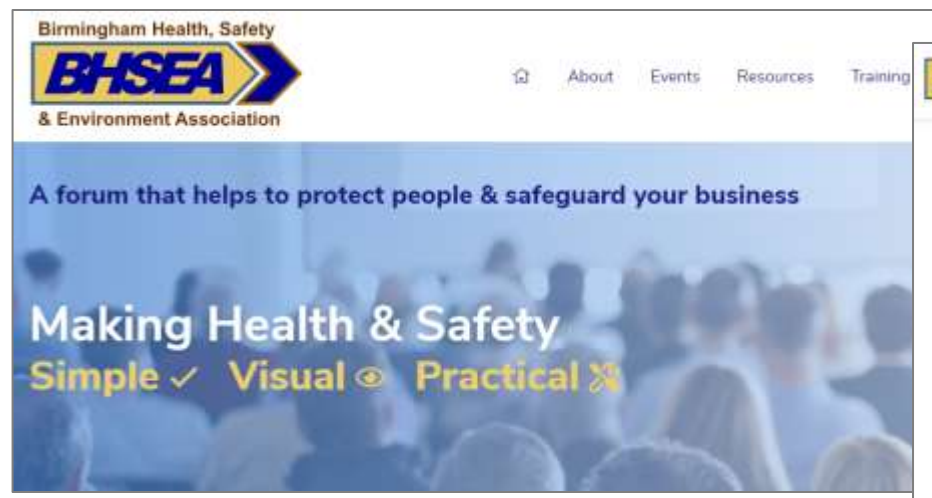 Birmingham Health, Safety
BHSEA
& Environment Association
About Events Resources Training
A forum that helps to protect people & safeguard your business
Making Health & Safety
Simple Visual Practical